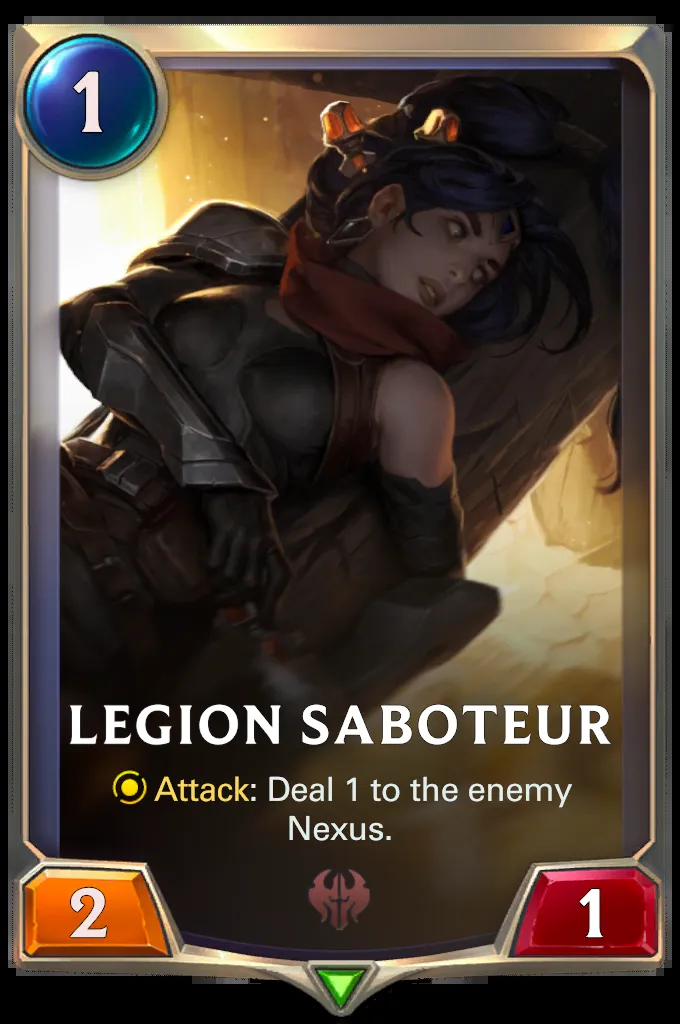 1
LEGION SABOTEUR
Attack: Deal 1 to the enemy
Nexus.
2
1